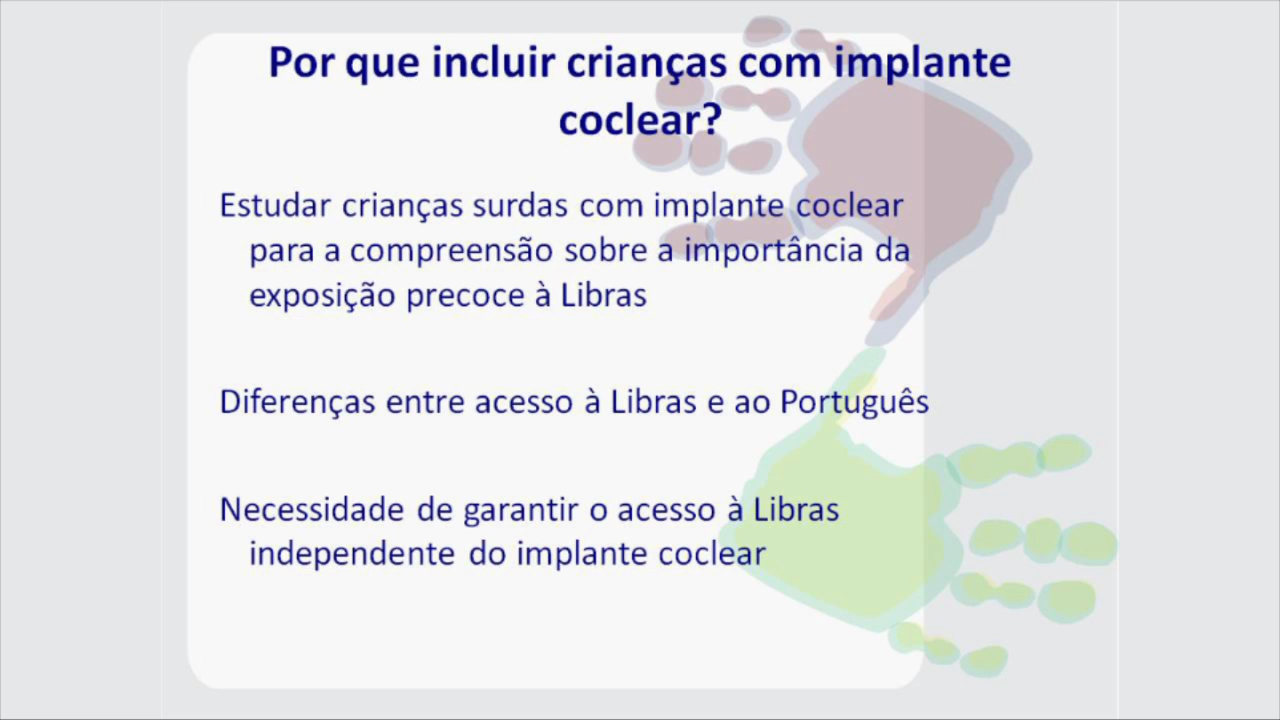 Por que incluir crianças com implante
coclear?
Estudar crianças surdas com implante coclear
para a compreensão sobre a importância da
exposição precoce à Libras
Diferenças entre acesso à Libras e ao Português
Necessidade de garantir o acesso à Libras
independente do implante coclear